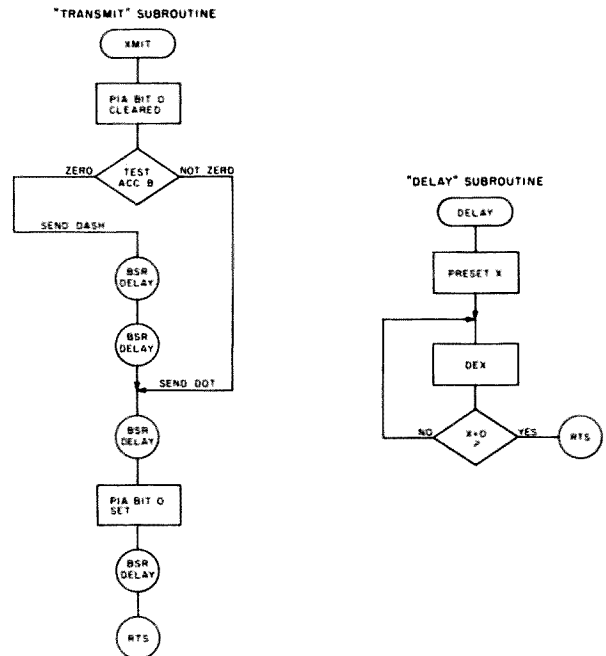 "TRANSMIT" SUBROUTINE
XMIT
PIA BIT 0
CLEARED
ZERO
TEST
ACC B
NOT ZERO
SEND DASH
BSR
DELAY
BSR
DELAY
SEND DOT
BSR
DELAY
PIA BIT 0
SET
BSR
DELAY
RTS
"DELAY" SUBROUTINE
DELAY
PRESET X
DEX
NO
X=0
?
YES
RTS